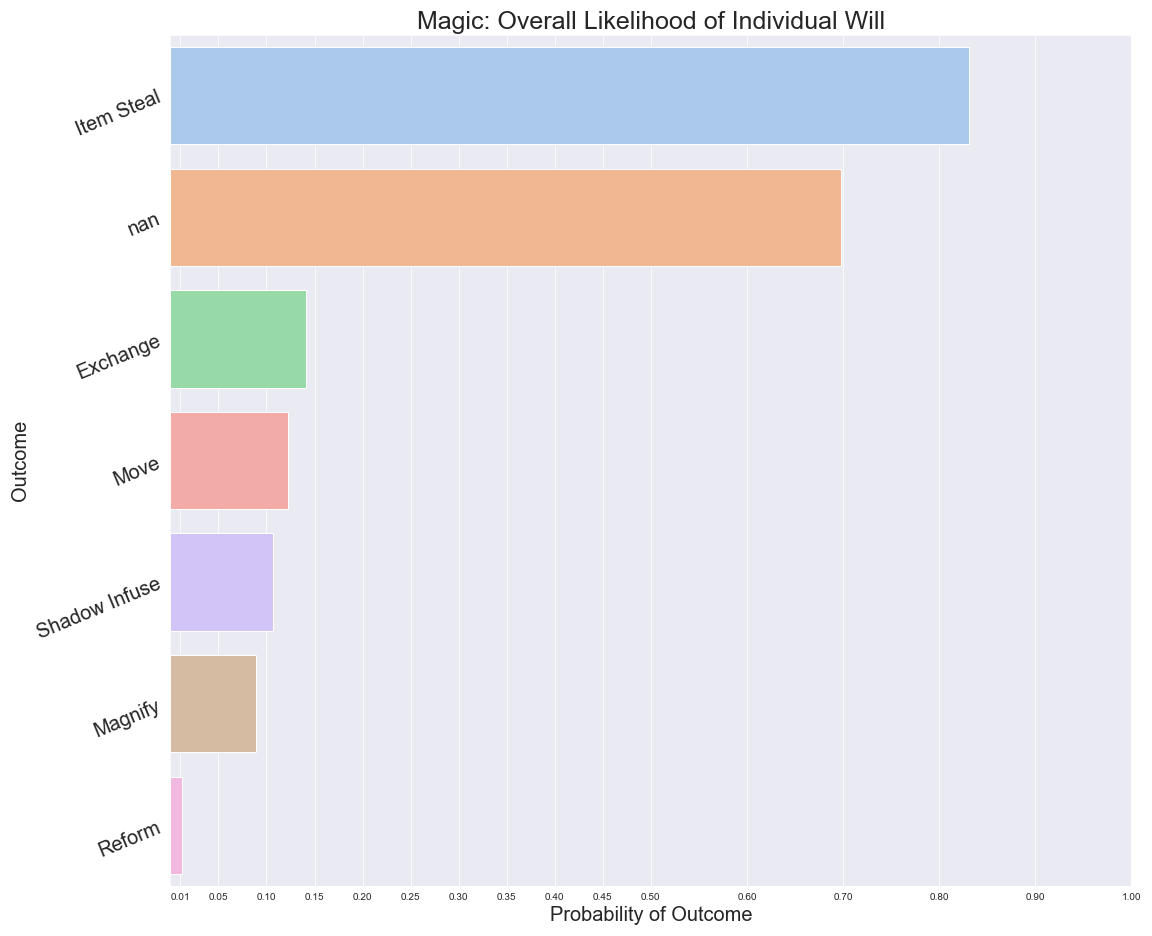 Magic: Overall Likelihood of Individual Will
Outcome
Item Steal
nan
Exchange
Move
Shadow Infuse
Magnify
Reform
0.01 0.05 0.10 0.15 0.20 0.25 0.30 0.35 0.40 0.45 0.50 0.60 0.70 0.80 0.90 1.00
Probability of Outcome